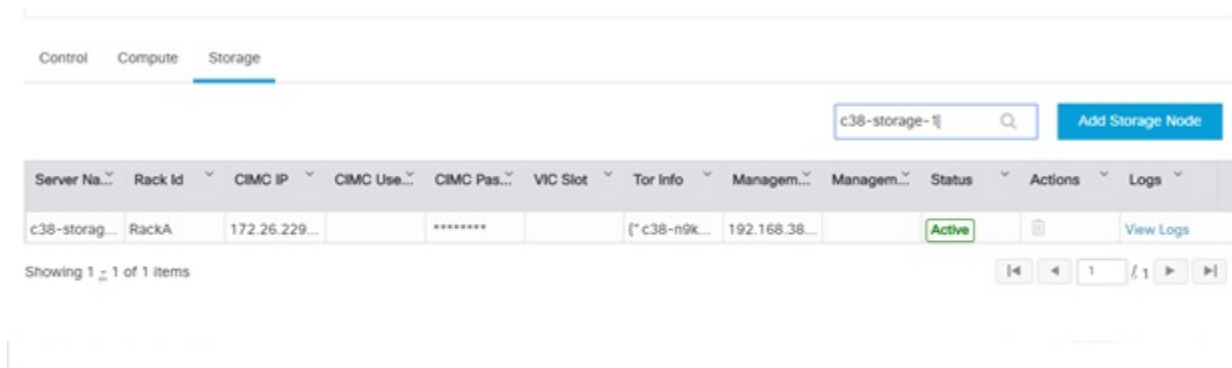 Control Compute Storage
c38-storage-1 Add Storage Node
Server Na... Rack Id CIMC IP CIMC Use... CIMC Pas... VIC Slot Tor Info Managem... Managem... Status Actions Logs
c38-storag... RackA 172.26.229... ******** {"c38-n9k... 192.168.38... Active View Logs
Showing 1 - 1 of 1 items 1 / 1